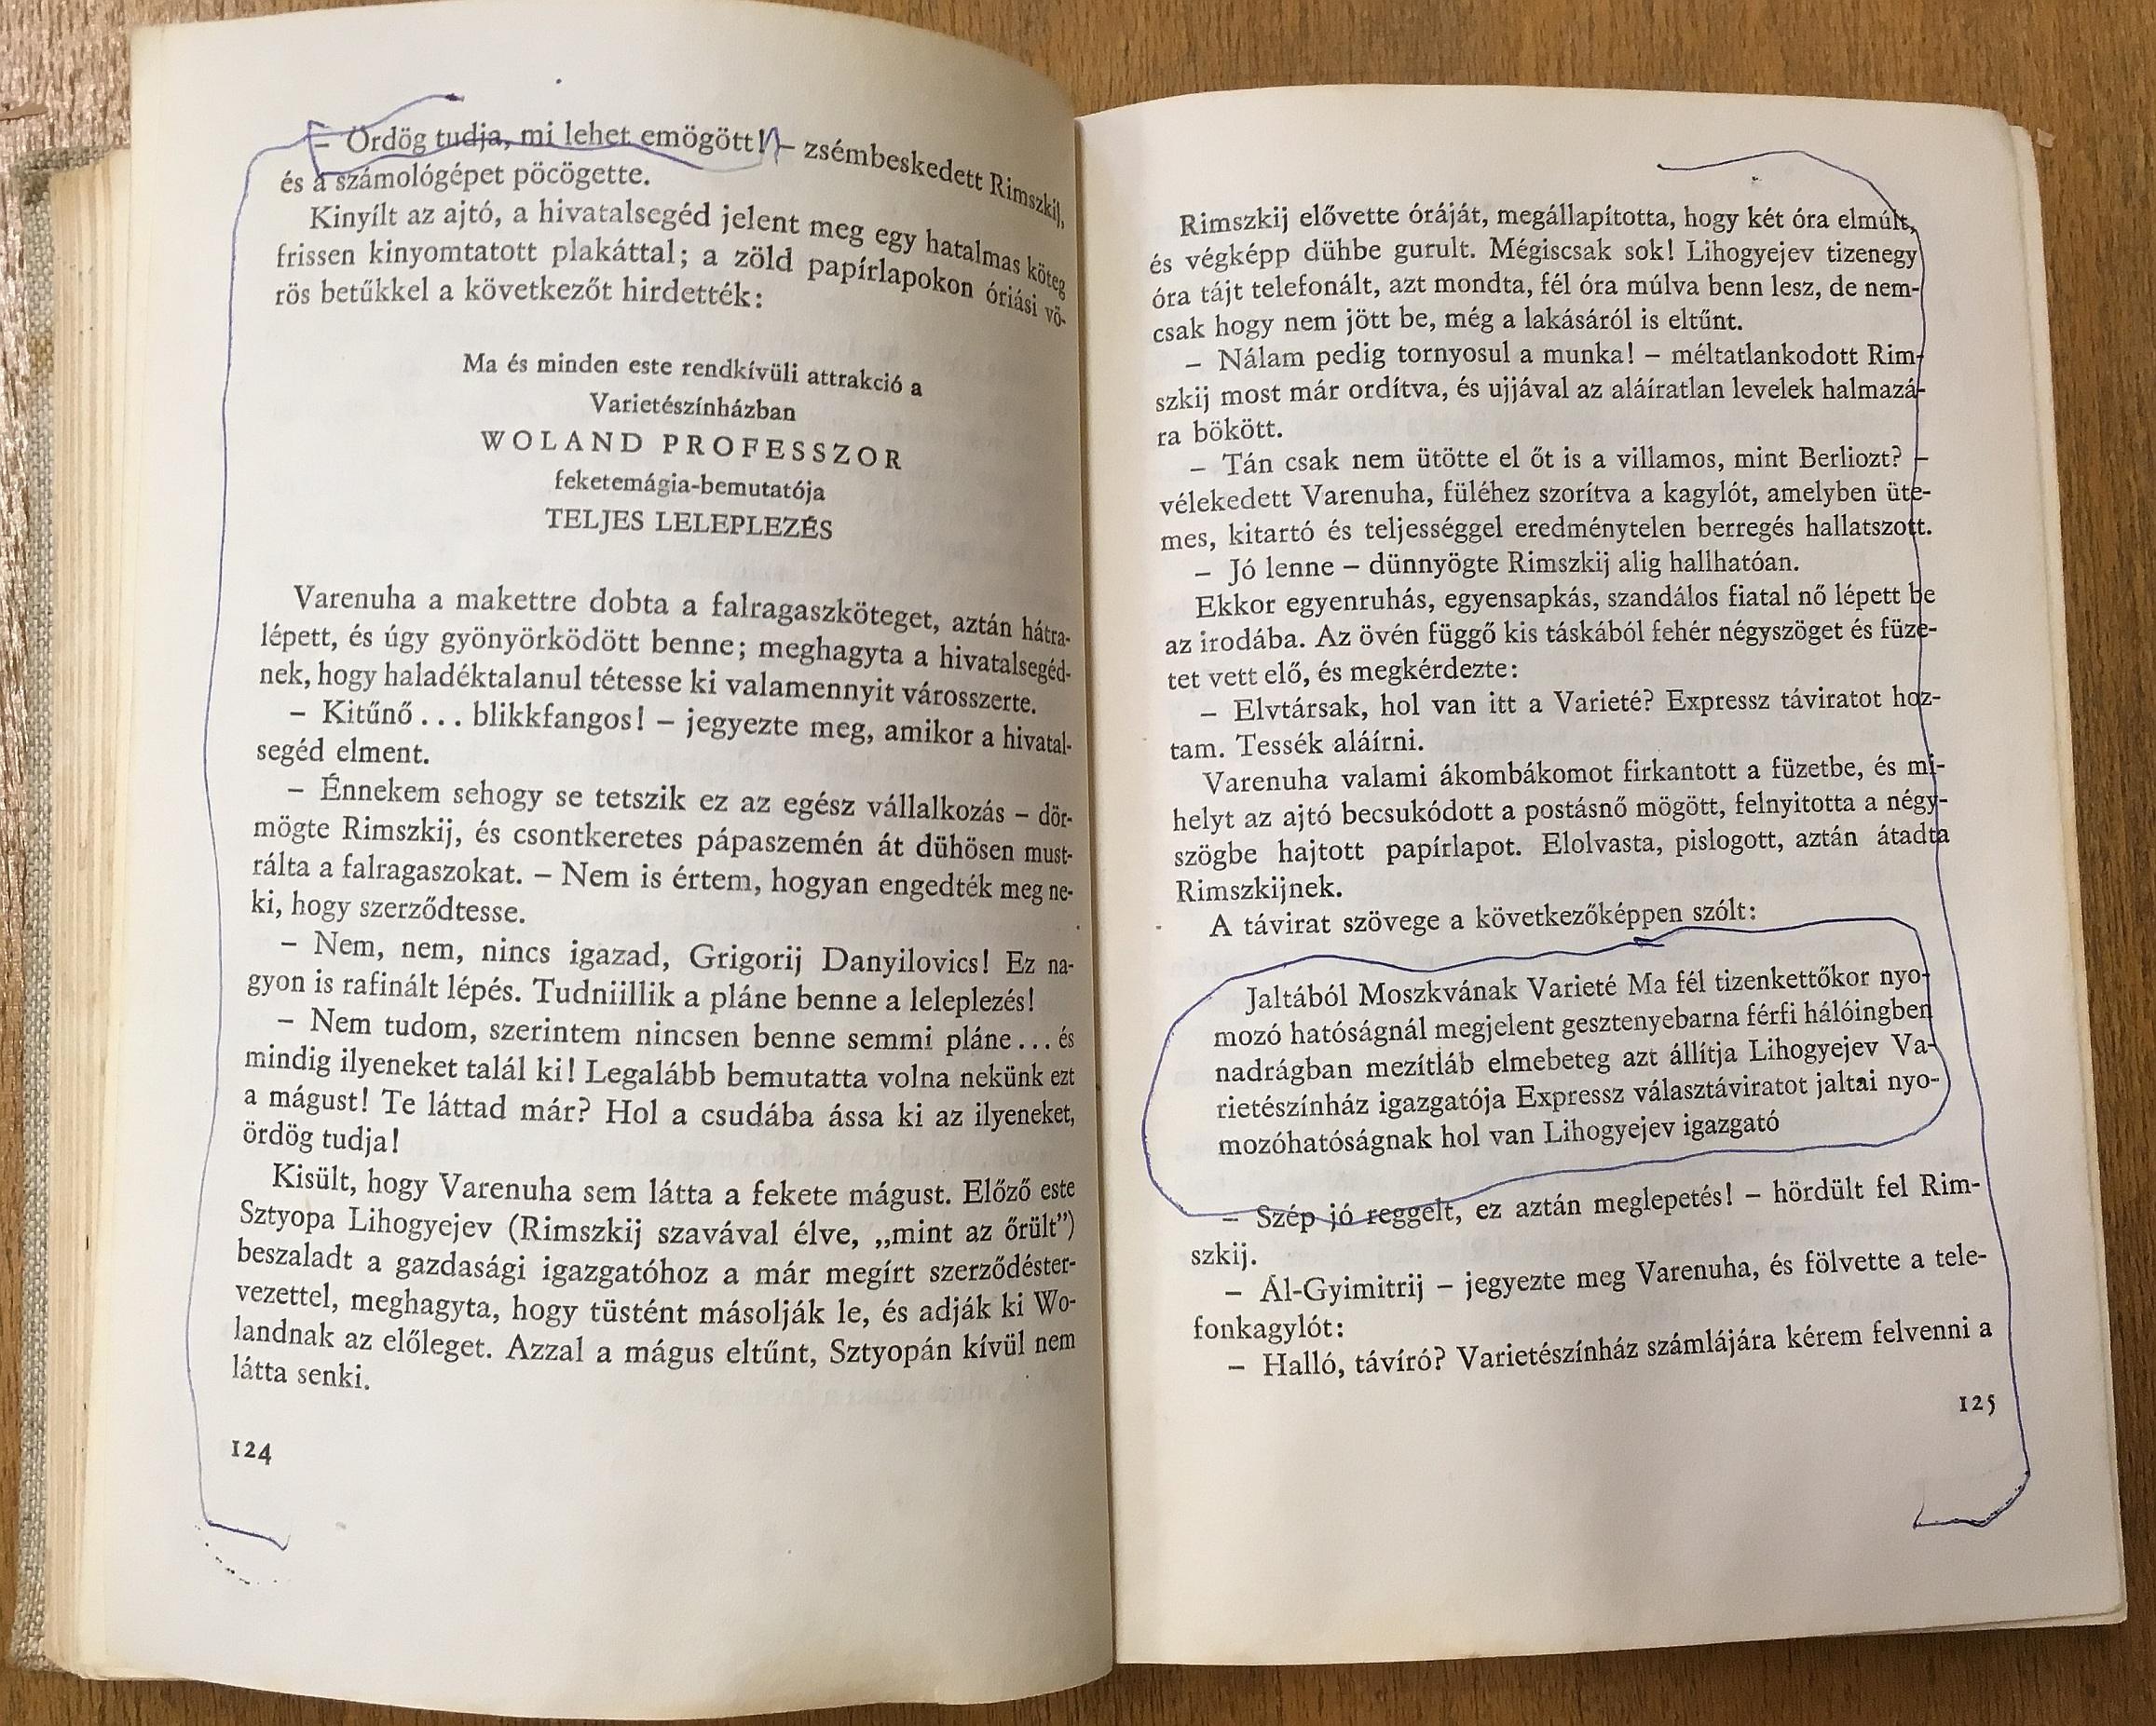 – Ördög tudja, mi lehet emögött! – zsémbeskedett Rimszkij,
és a számológépet pöcögette.
Kinyílt az ajtó, a hivatalsegéd jelent meg egy hatalmas köteg
frissen kinyomtatott plakáttal; a zöld papírlapokon óriási vö-
rös betűkkel a következőt hirdették:
Ma és minden este rendkívüli attrakció a
Varietészínházban
WOLAND PROFESSZOR
feketemágia-bemutatója
TELJES LELEPLEZÉS
Varenuha a makettre dobta a falragaszköteget, aztán hátra-
lépett, és úgy gyönyörködött benne; meghagyta a hivatalsegéd-
nek, hogy haladéktalanul tétesse ki valamennyit városszerte.
– Kitűnő... blikkfangos! – jegyezte meg, amikor a hivatal-
segéd elment.
– Énnekem sehogy se tetszik ez az egész vállalkozás – dör-
mögte Rimszkij, és csontkeretes pápaszemén át dühösen must-
rálta a falragaszokat. – Nem is értem, hogyan engedték meg ne-
ki, hogy szerződtesse.
– Nem, nem, nincs igazad, Grigorij Danyilovics! Ez na-
gyon is rafinált lépés. Tudniillik a pláne benne a leleplezés!
– Nem tudom, szerintem nincsen benne semmi pláne... és
mindig ilyeneket talál ki! Legalább bemutatta volna nekünk ezt
a mágust! Te láttad már? Hol a csudába ássa ki az ilyeneket,
ördög tudja!
Kisült, hogy Varenuha sem látta a fekete mágust. Előző este
Sztyopa Lihogyejev (Rimszkij szavával élve, „mint az őrült”)
beszaladt a gazdasági igazgatóhoz a már megírt szerződéster-
vezettel, meghagyta, hogy tüstént másolják le, és adják ki Wo-
landnak az előleget. Azzal a mágus eltűnt, Sztyopán kívül nem
látta senki.
124
Rimszkij elővette óráját, megállapította, hogy két óra elmúlt,
és végképp dühbe gurult. Mégiscsak sok! Lihogyejev tizenegy
óra tájt telefonált, azt mondta, fél óra múlva benn lesz, de nem-
csak hogy nem jött be, még a lakásáról is eltűnt.
– Nálam pedig tornyosul a munka! – méltatlankodott Rim-
szkij most már ordítva, és ujjával az aláíratlan levelek halmazá-
ra bökött.
– Tán csak nem ütötte el őt is a villamos, mint Berliozt? –
vélekedett Varenuha, füléhez szorítva a kagylót, amelyben üte-
mes, kitartó és teljességgel eredménytelen berregés hallatszott.
– Jó lenne – dünnyögte Rimszkij alig hallhatóan.
Ekkor egyenruhás, egyensapkás, szandálos fiatal nő lépett be
az irodába. Az övén függő kis táskából fehér négyszöget és füze-
tet vett elő, és megkérdezte:
– Elvtársak, hol van itt a Varieté? Expressz táviratot hoz-
tam. Tessék aláírni.
Varenuha valami ákombákomot firkantott a füzetbe, és mi-
helyt az ajtó becsukódott a postásnő mögött, felnyitotta a négy-
szögbe hajtott papírlapot. Elolvasta, pislogott, aztán átadta
Rimszkijnek.
A távirat szövege a következőképpen szólt:
Jaltából Moszkvának Varieté Ma fél tizenkettőkor nyo-
mozó hatóságnál megjelent gesztenyebarna férfi hálóingben
nadrágban mezítláb elmebeteg azt állítja Lihogyejev Va-
rietészínház igazgatója Expressz választáviratot jaltai nyo-
mozóhatóságnak hol van Lihogyejev igazgató
– Szép jó reggelt, ez aztán meglepetés! – hördült fel Rim-
szkij.
– Ál-Gyimitrij – jegyezte meg Varenuha, és fölvette a tele-
fonkagylót:
– Halló, távíró? Varietészínház számlájára kérem felvenni a
125